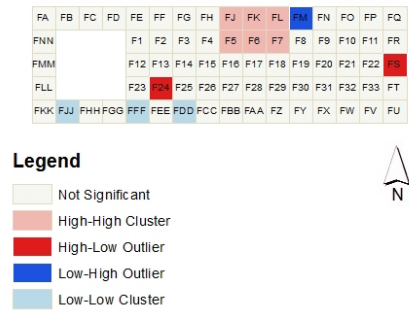 FA FB FC FD FE FF FG FH FJ FK FL FM FN FO FP FQ
FNN F1 F2 F3 F4 F5 F6 F7 F8 F9 F10 F11 FR
FMM F12 F13 F14 F15 F16 F17 F18 F19 F20 F21 F22 FS
FLL F23 F24 F25 F26 F27 F28 F29 F30 F31 F32 F33 FT
FKK FJJ FHH FGG FFF FEE FDD FCC FBB FAA FZ FY FX FW FV FU
Legend
Not Significant
High-High Cluster
High-Low Outlier
Low-High Outlier
Low-Low Cluster
N